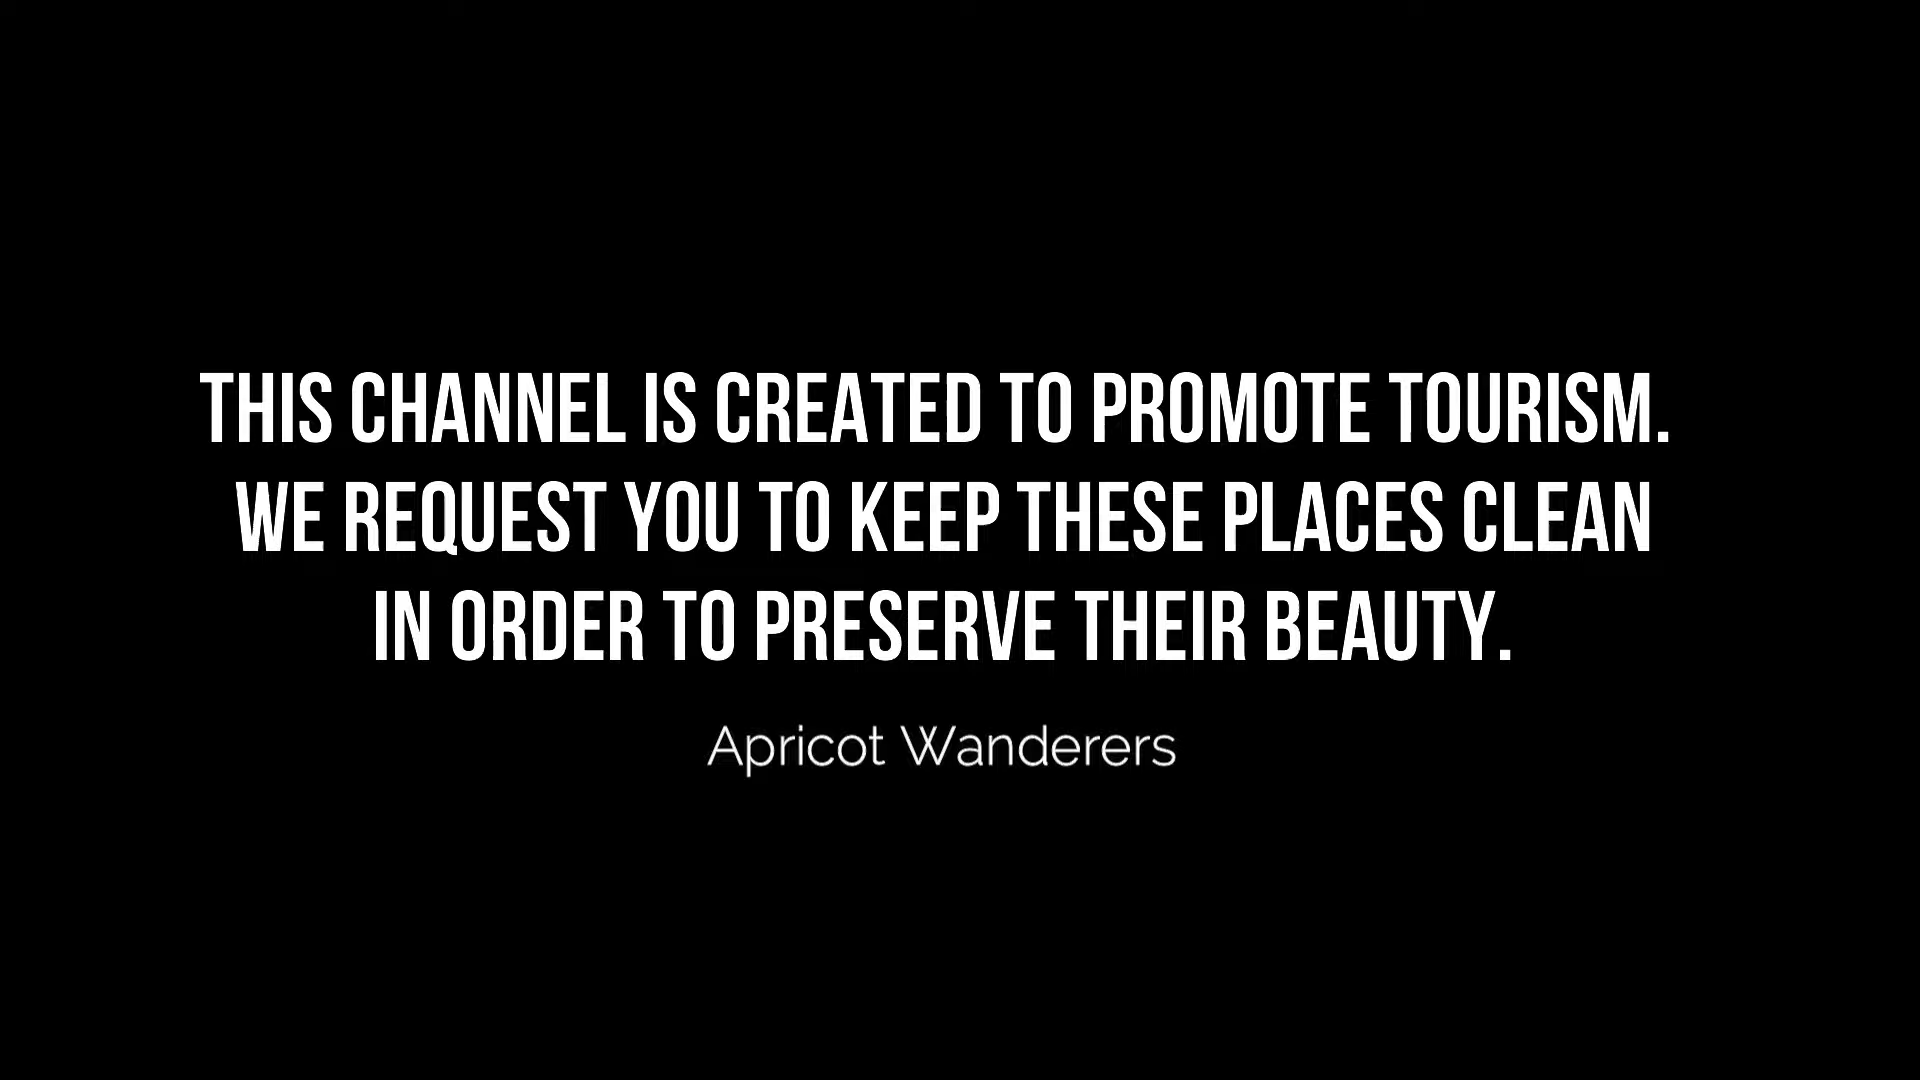 THIS CHANNEL IS CREATED TO PROMOTE TOURISM.
WE REQUEST YOU TO KEEP THESE PLACES CLEAN
IN ORDER TO PRESERVE THEIR BEAUTY.
Apricot Wanderers